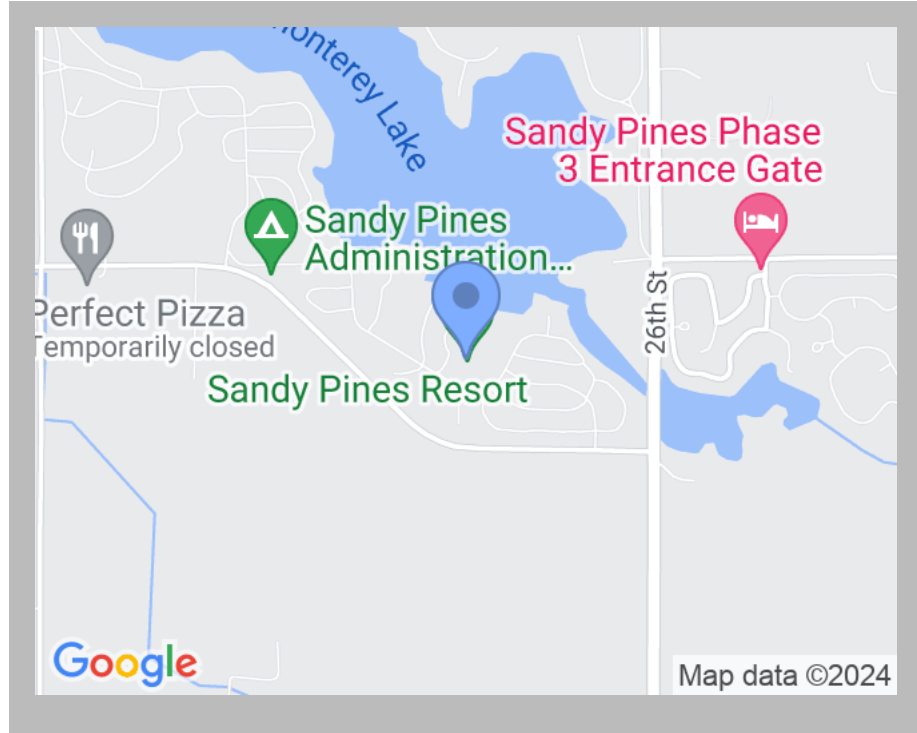 Monterey Lake
Sandy Pines Phase
3 Entrance Gate
Sandy Pines
Administration...
26th St
Perfect Pizza
Temporarily closed
Sandy Pines Resort
Google
Map data ©2024